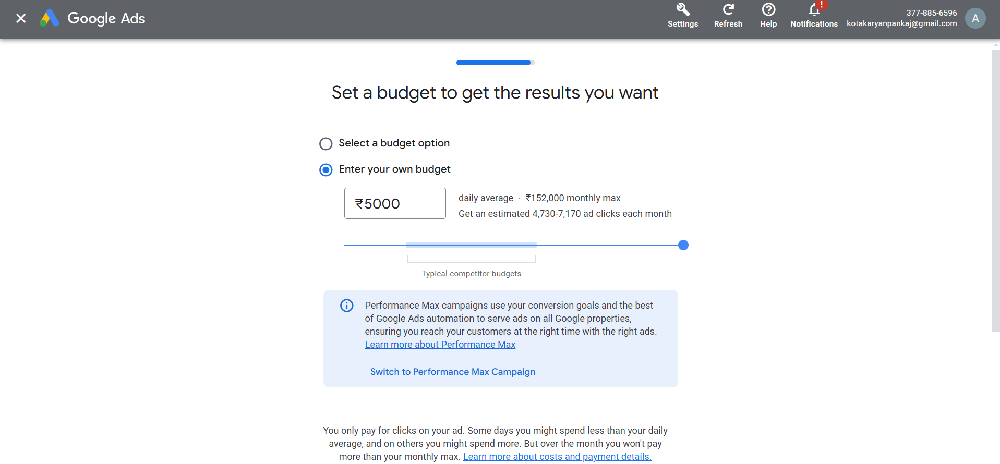 Google Ads
Settings
Refresh
Help
!
Notifications
377-885-6596
kotakaryanpankaj@gmail.com
A
Set a budget to get the results you want
Select a budget option
Enter your own budget
₹5000
daily average · ₹152,000 monthly max
Get an estimated 4,730-7,170 ad clicks each month
Typical competitor budgets
Performance Max campaigns use your conversion goals and the best
of Google Ads automation to serve ads on all Google properties,
ensuring you reach your customers at the right time with the right ads.
Learn more about Performance Max
Switch to Performance Max Campaign
You only pay for clicks on your ad. Some days you might spend less than your daily
average, and on others you might spend more. But over the month you won't pay
more than your monthly max. Learn more about costs and payment details.